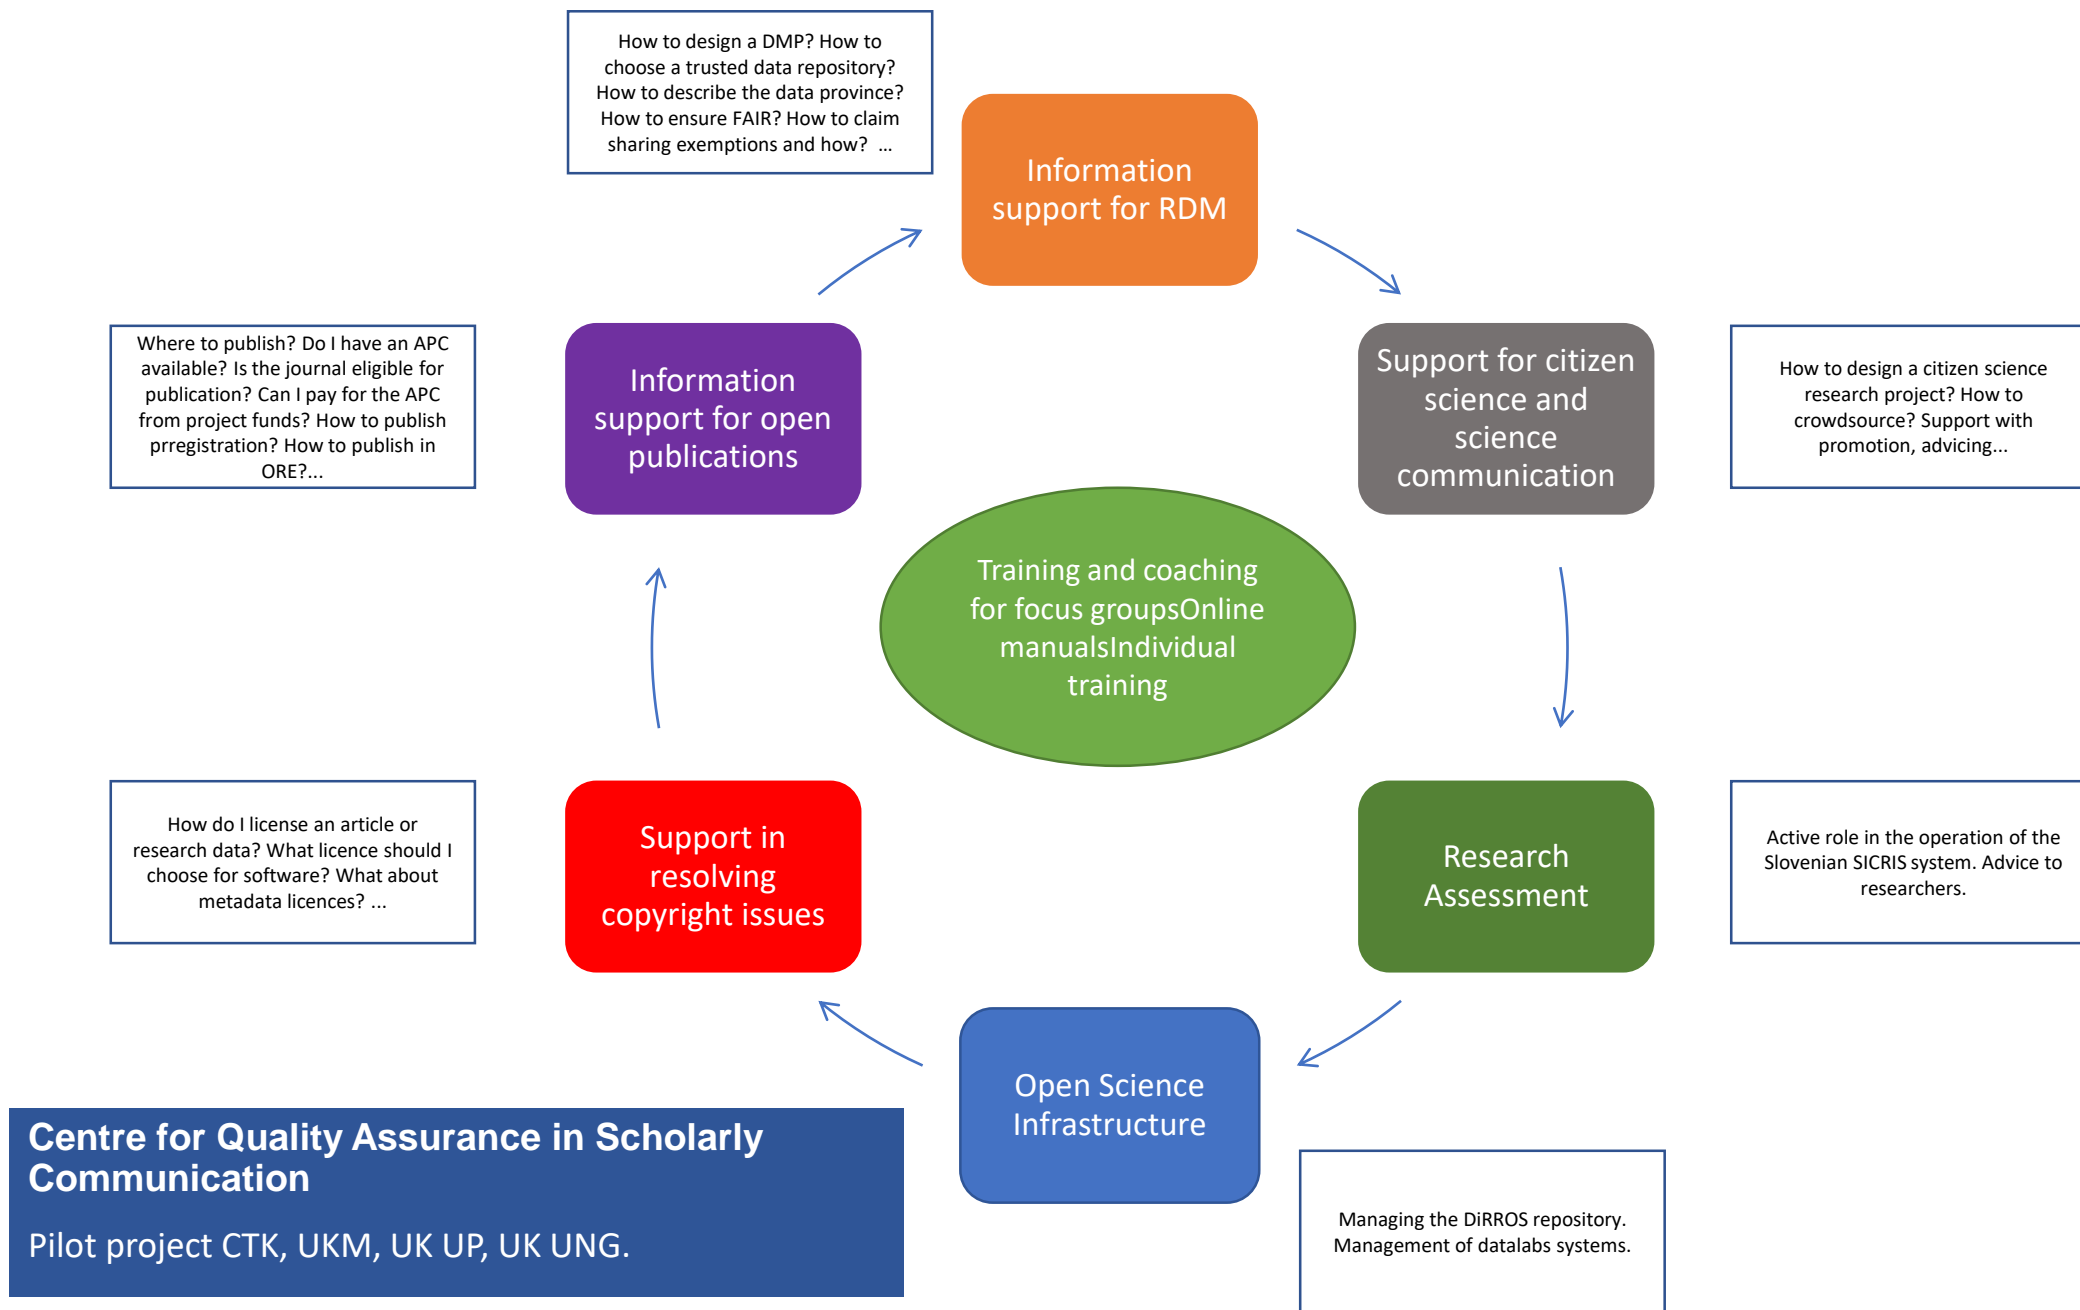 How to design a DMP? How to
choose a trusted data repository?
How to describe the data province?
How to ensure FAIR? How to claim
sharing exemptions and how?  ...
Information
support for RDM
Where to publish? Do I have an APC
available? Is the journal eligible for
publication? Can I pay for the APC
from project funds? How to publish
prregistration? How to publish in
ORE?...
Information
support for open
publications
Support for citizen
science and
science
communication
How to design a citizen science
research project? How to
crowdsource? Support with
promotion, advicing...
Training and coaching
for focus groupsOnline
manualsIndividual
training
How do I license an article or
research data? What licence should I
choose for software? What about
metadata licences? ...
Support in
resolving
copyright issues
Research
Assessment
Active role in the operation of the
Slovenian SICRIS system. Advice to
researchers.
Open Science
Infrastructure
Managing the DiRROS repository.
Management of datalabs systems.
Centre for Quality Assurance in Scholarly
Communication
Pilot project CTK, UKM, UK UP, UK UNG.